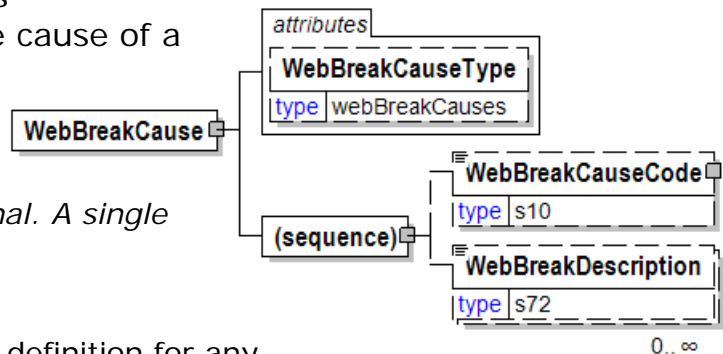 e cause of a
attributes
WebBreakCauseType
type webBreakCauses
WebBreakCause
WebBreakCauseCode
type s10
nal. A single
(sequence)
WebBreakDescription
type s72
0.. ∞
definition for any